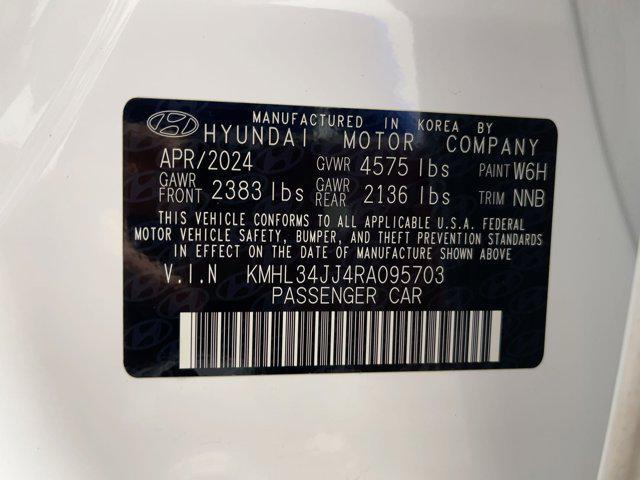 MANUFACTURED IN KOREA BY
HYUNDAI MOTOR COMPANY
APR/2024 GVWR 4575 lbs PAINT W6H
GAWR FRONT 2383 lbs GAWR REAR 2136 lbs TRIM NNB
THIS VEHICLE CONFORMS TO ALL APPLICABLE U.S.A. FEDERAL
MOTOR VEHICLE SAFETY, BUMPER, AND THEFT PREVENTION STANDARDS
IN EFFECT ON THE DATE OF MANUFACTURE SHOWN ABOVE
V.I.N KMHL34JJ4RA095703
PASSENGER CAR